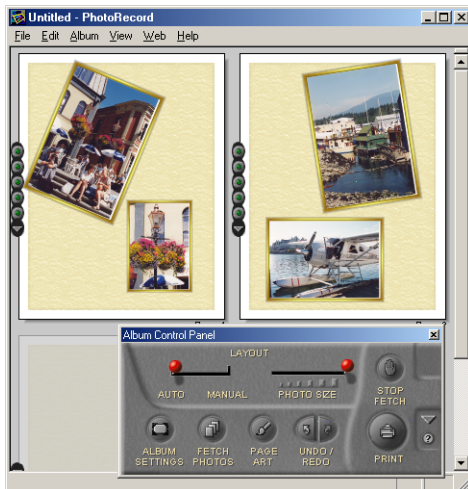 Untitled - PhotoRecord
File Edit Album View Web Help
Album Control Panel
LAYOUT
AUTO MANUAL PHOTO SIZE
STOP
FETCH
ALBUM
SETTINGS
FETCH
PHOTOS
PAGE
ART
UNDO /
REDO
PRINT